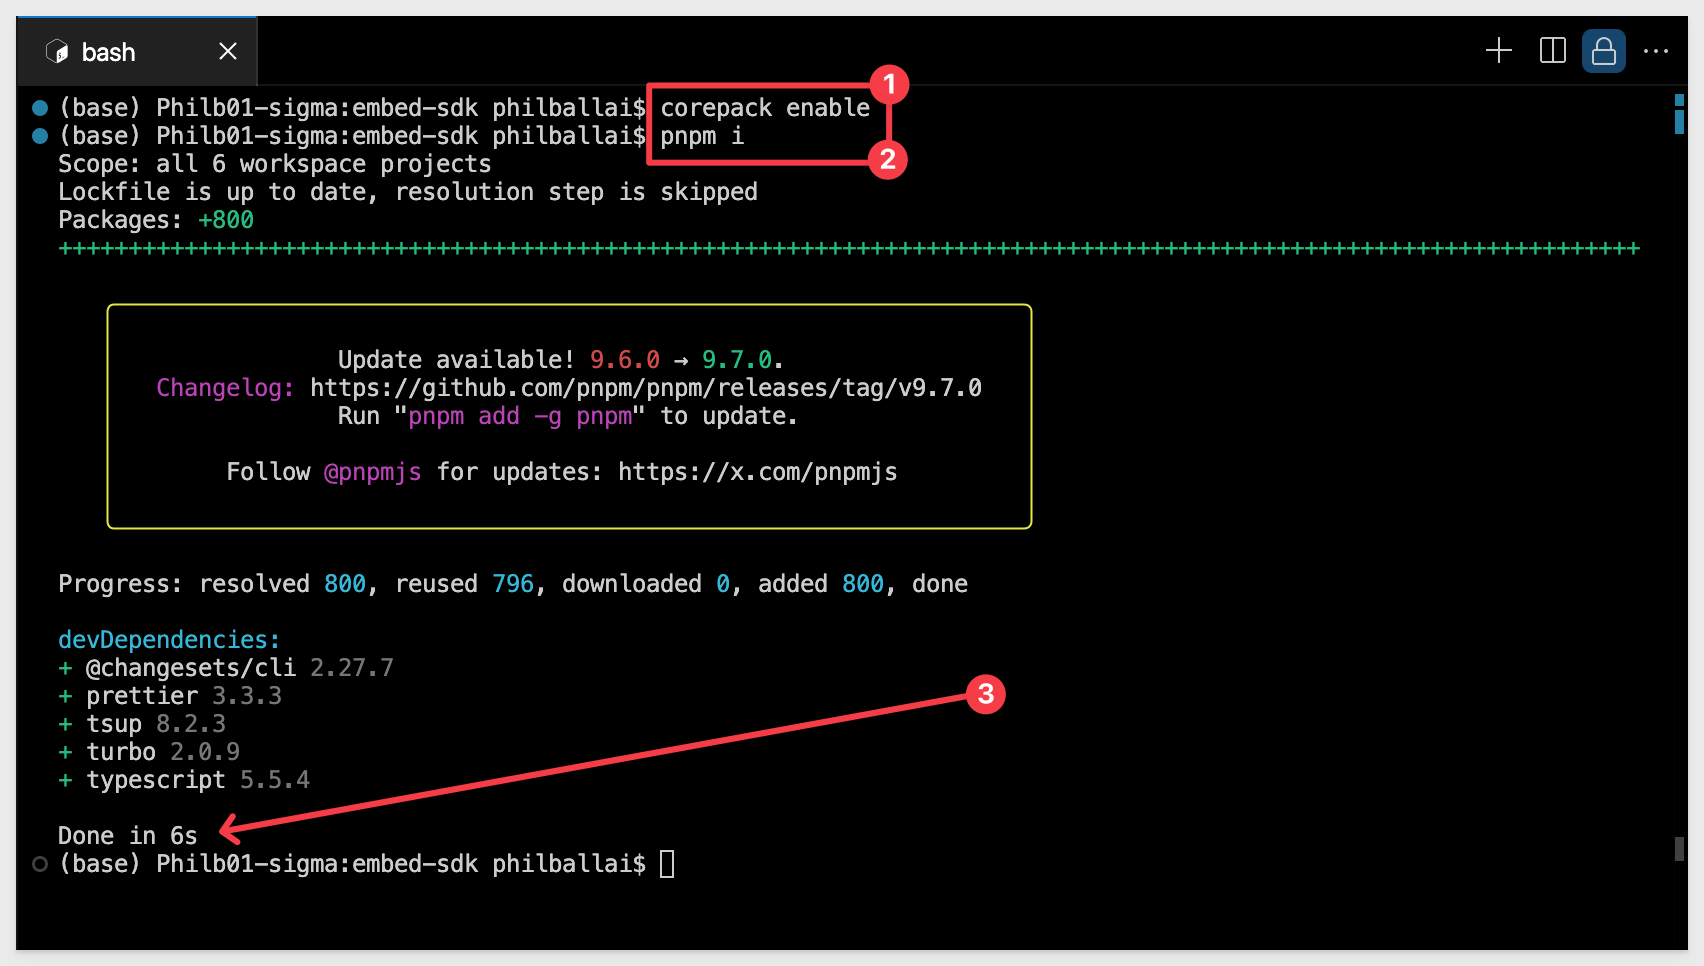 bash
(base) Philb01-sigma:embed-sdk philballai$ corepack enable
1
(base) Philb01-sigma:embed-sdk philballai$ pnpm i
2
Scope: all 6 workspace projects
Lockfile is up to date, resolution step is skipped
Packages: +800
+++++++++++++++++++++++++++++++++++++++++++++++++++++++++++++++++++++++++++++++++++++++++++++++++++++++++++++++++
Update available! 9.6.0 → 9.7.0.
Changelog: https://github.com/pnpm/pnpm/releases/tag/v9.7.0
Run "pnpm add -g pnpm" to update.
Follow @pnpmjs for updates: https://x.com/pnpmjs
Progress: resolved 800, reused 796, downloaded 0, added 800, done
devDependencies:
+ @changesets/cli 2.27.7
+ prettier 3.3.3
3
+ tsup 8.2.3
+ turbo 2.0.9
+ typescript 5.5.4
Done in 6s
(base) Philb01-sigma:embed-sdk philballai$